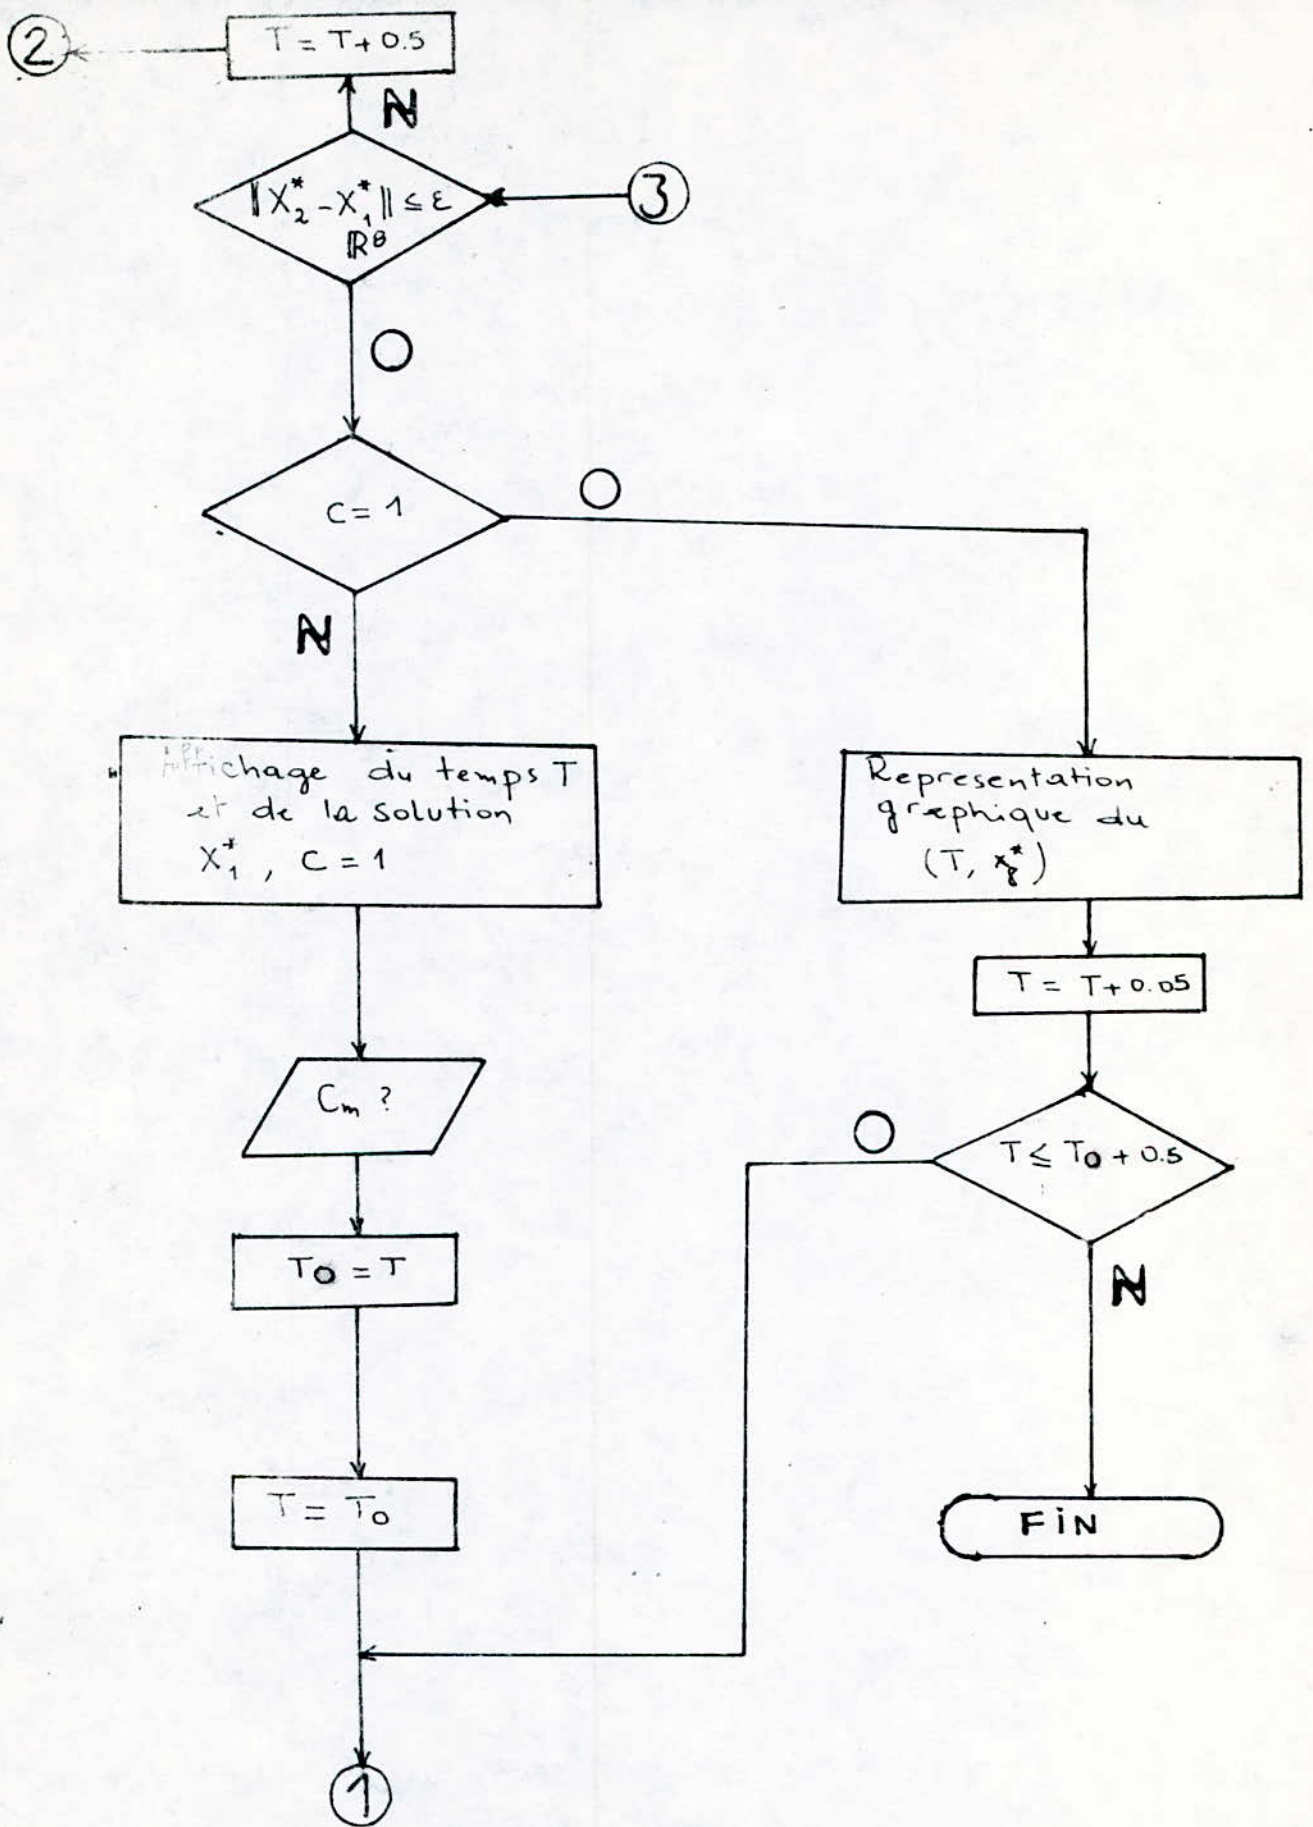 2
T = T + 0.5
N
‖X₂* - X₁*‖ ≤ ε
ℝ⁸
3
O
C = 1
O
N
Affichage du temps T
et de la solution
X₁*, C = 1
Representation
graphique du
(T, x₈*)
T = T + 0.05
Cm ?
O
T ≤ T0 + 0.5
T0 = T
N
T = T0
FiN
1